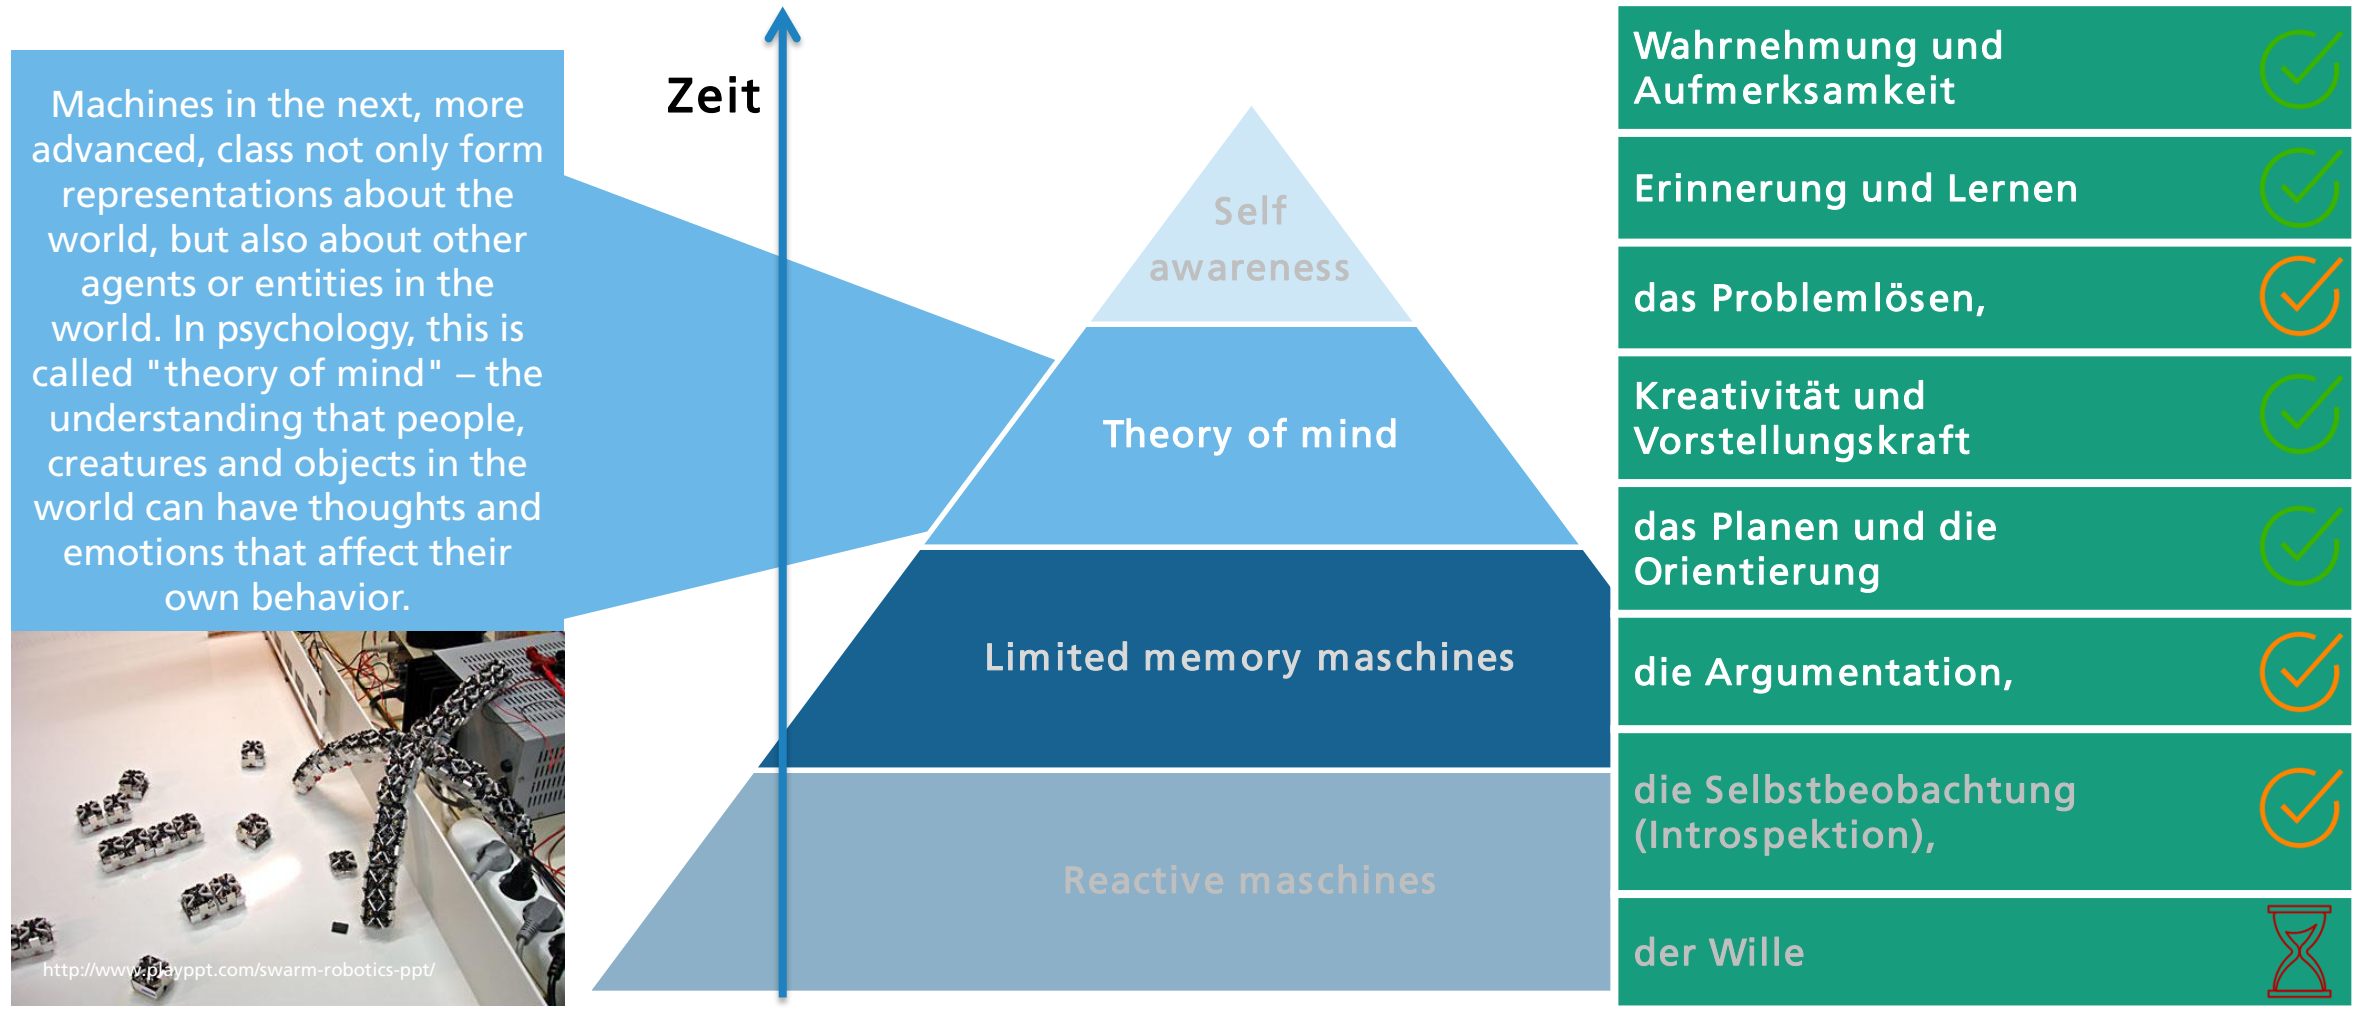 Machines in the next, more
advanced, class not only form
representations about the
world, but also about other
agents or entities in the
world. In psychology, this is
called "theory of mind" – the
understanding that people,
creatures and objects in the
world can have thoughts and
emotions that affect their
own behavior.
http://www.playppt.com/swarm-robotics-ppt/
Zeit
Self
awareness
Theory of mind
Limited memory maschines
Reactive maschines
Wahrnehmung und
Aufmerksamkeit
Erinnerung und Lernen
das Problemlösen,
Kreativität und
Vorstellungskraft
das Planen und die
Orientierung
die Argumentation,
die Selbstbeobachtung
(Introspektion),
der Wille